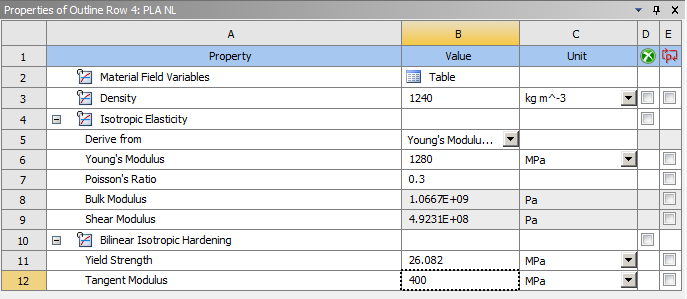 Properties of Outline Row 4: PLA NL
A B C D E
1 Property Value Unit
2 Material Field Variables Table
3 Density 1240 kg m^-3
4 Isotropic Elasticity
5 Derive from Young's Modulu...
6 Young's Modulus 1280 MPa
7 Poisson's Ratio 0.3
8 Bulk Modulus 1.0667E+09 Pa
9 Shear Modulus 4.9231E+08 Pa
10 Bilinear Isotropic Hardening
11 Yield Strength 26.082 MPa
12 Tangent Modulus 400 MPa